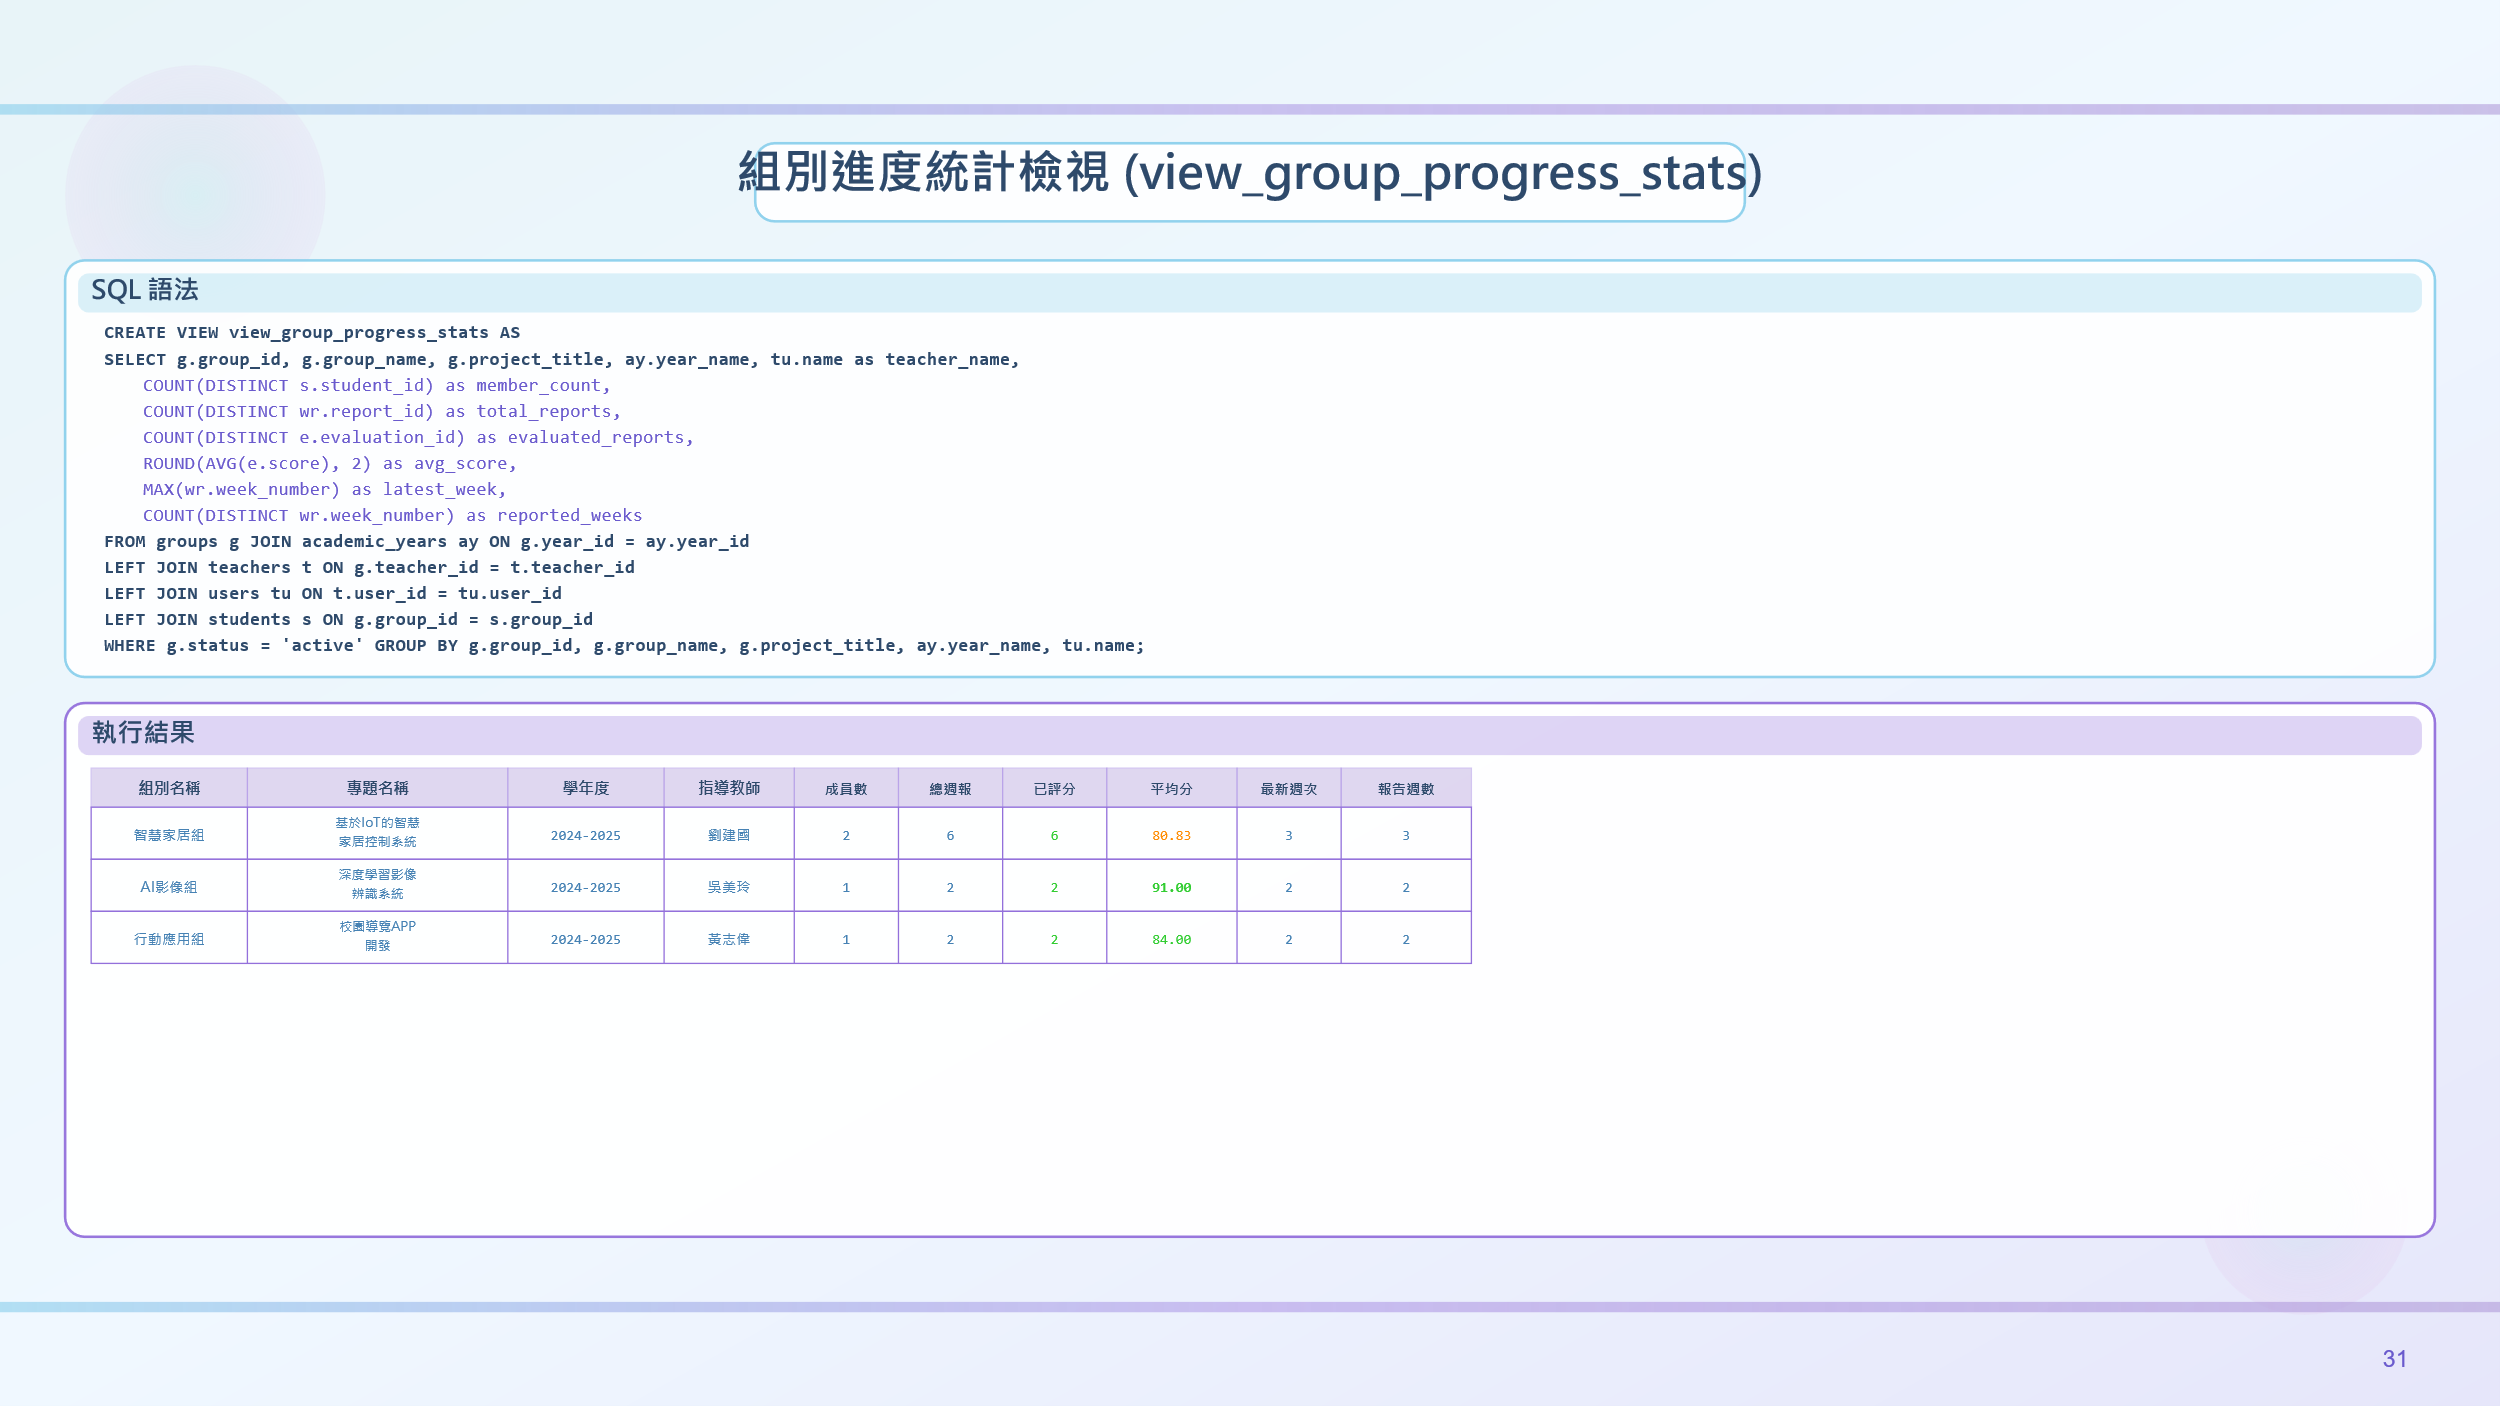 組別進度統計檢視 (view_group_progress_stats)
SQL 語法
CREATE VIEW view_group_progress_stats AS
SELECT g.group_id, g.group_name, g.project_title, ay.year_name, tu.name as teacher_name,
COUNT(DISTINCT s.student_id) as member_count,
COUNT(DISTINCT wr.report_id) as total_reports,
COUNT(DISTINCT e.evaluation_id) as evaluated_reports,
ROUND(AVG(e.score), 2) as avg_score,
MAX(wr.week_number) as latest_week,
COUNT(DISTINCT wr.week_number) as reported_weeks
FROM groups g JOIN academic_years ay ON g.year_id = ay.year_id
LEFT JOIN teachers t ON g.teacher_id = t.teacher_id
LEFT JOIN users tu ON t.user_id = tu.user_id
LEFT JOIN students s ON g.group_id = s.group_id
WHERE g.status = 'active' GROUP BY g.group_id, g.group_name, g.project_title, ay.year_name, tu.name;
執行結果
組別名稱 專題名稱 學年度 指導教師 成員數 總週報 已評分 平均分 最新週次 報告週數
智慧家居組 基於IoT的智慧 2024-2025 劉建國 2 6 6 80.83 3 3
家居控制系統
AI影像組 深度學習影像 2024-2025 吳美玲 1 2 2 91.00 2 2
辨識系統
行動應用組 校園導覽APP 2024-2025 黃志偉 1 2 2 84.00 2 2
開發
31